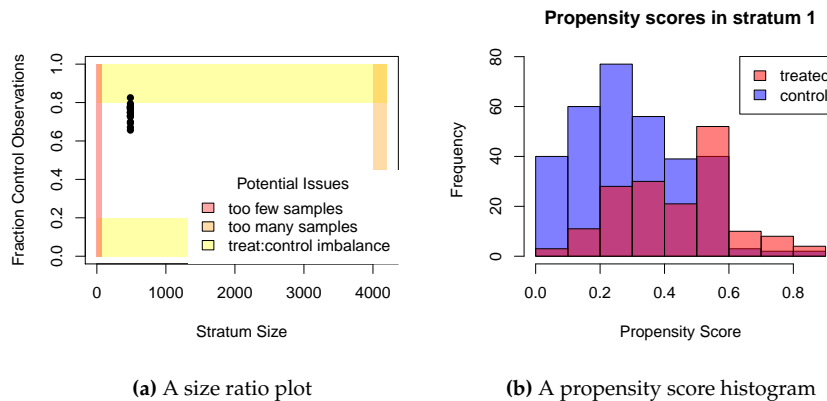 Propensity scores in stratum 1
Fraction Control Observations
1.0
0.8
0.6
0.4
0.2
0.0
Potential Issues
too few samples
too many samples
treat:control imbalance
0
1000
2000
3000
4000
Stratum Size
(a) A size ratio plot
Frequency
80
60
40
20
0
treated
control
0.0
0.2
0.4
0.6
0.8
Propensity Score
(b) A propensity score histogram